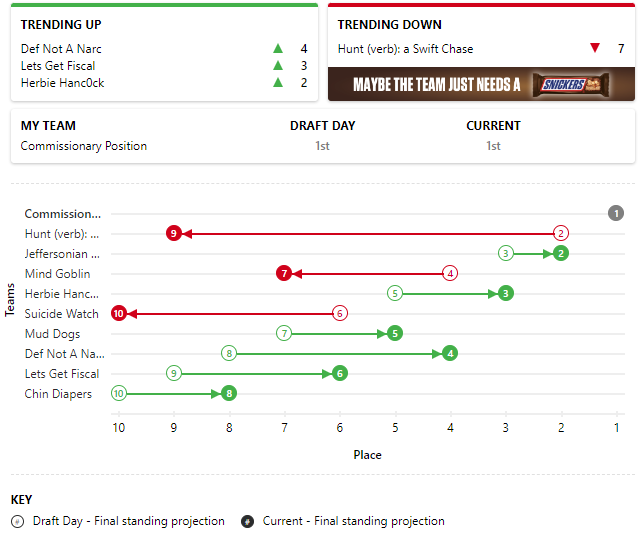 TRENDING UP
Def Not A Narc 4
Lets Get Fiscal 3
Herbie Hanc0ck 2
TRENDING DOWN
Hunt (verb): a Swift Chase 7
MAYBE THE TEAM JUST NEEDS A SNICKERS
MY TEAM DRAFT DAY CURRENT
Commissionary Position 1st 1st
Teams
Commission... 1
Hunt (verb): ... 9 2
Jeffersonian ... 3 2
Mind Goblin 7 4
Herbie Hanc... 5 3
Suicide Watch 10 6
Mud Dogs 7 5
Def Not A Na... 8 4
Lets Get Fiscal 9 6
Chin Diapers 10 8
10 9 8 7 6 5 4 3 2 1
Place
KEY
# Draft Day - Final standing projection # Current - Final standing projection